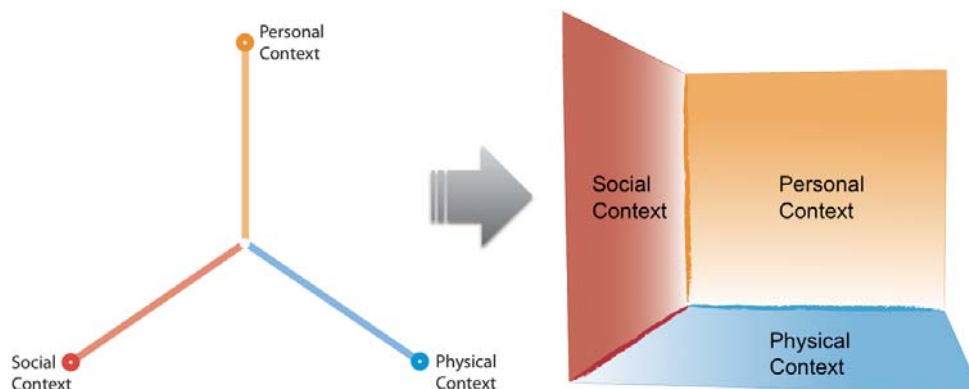 Personal
Context
Social
Context
Physical
Context
Social
Context
Personal
Context
Physical
Context